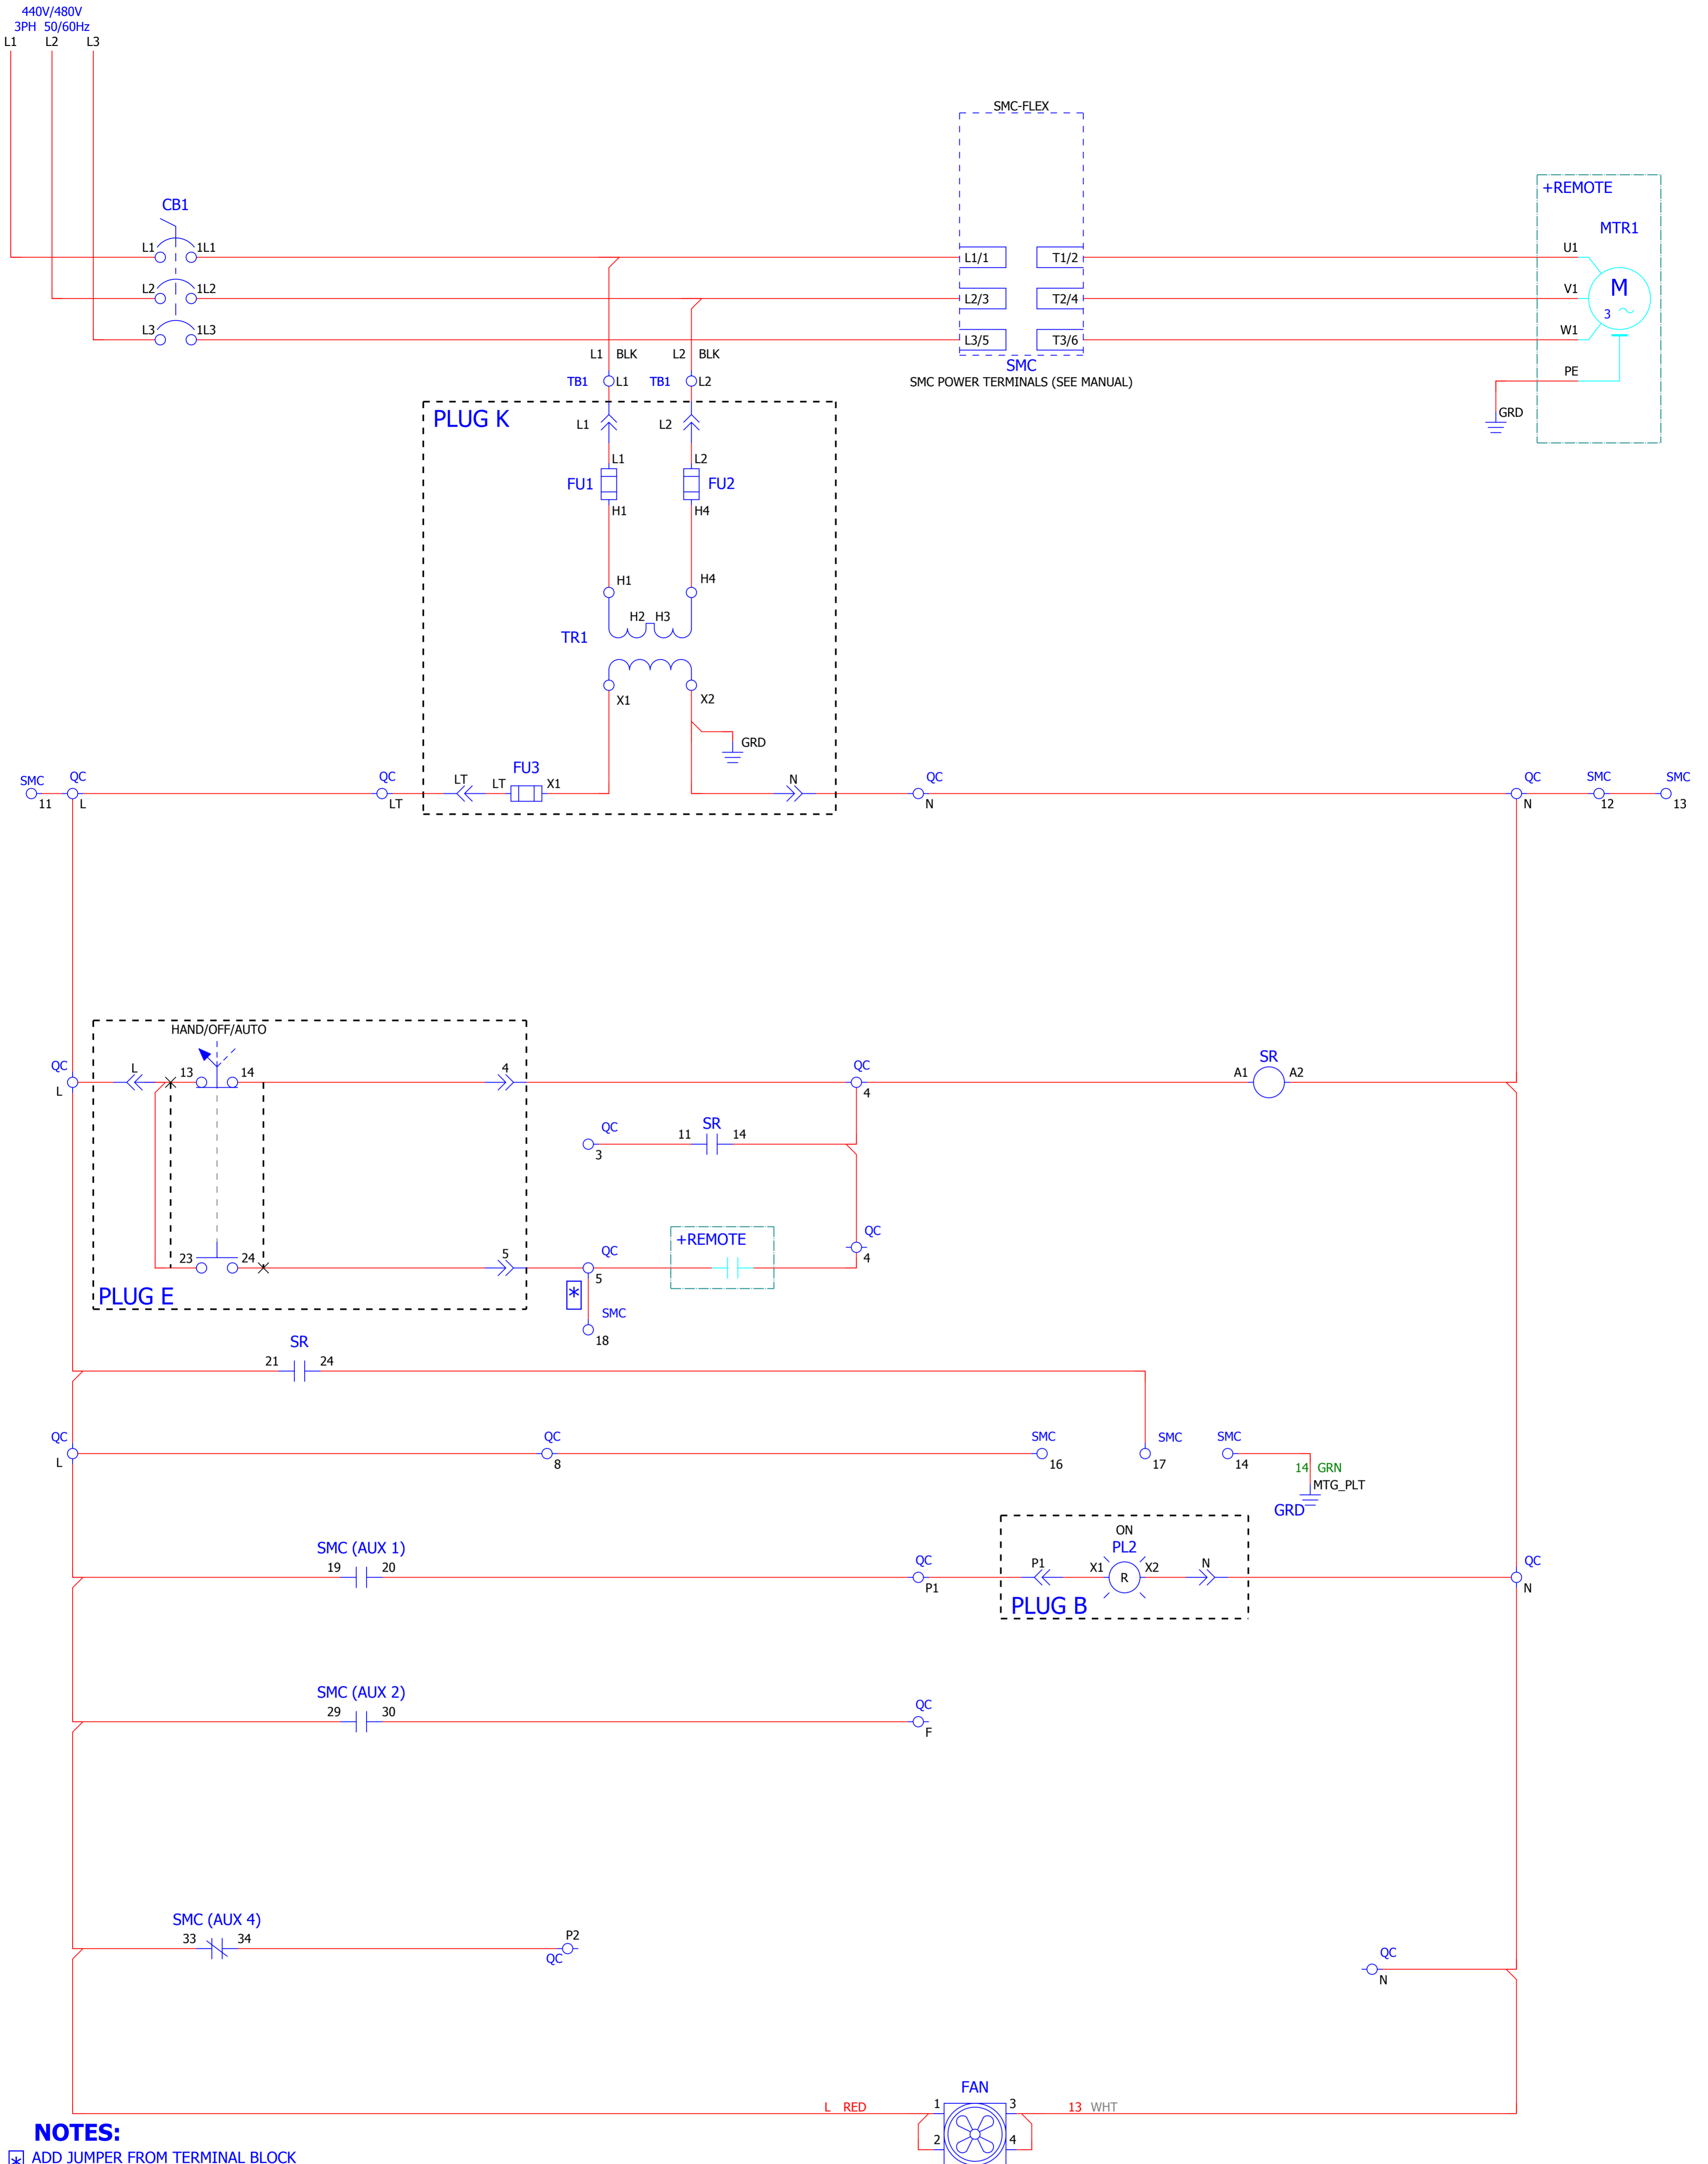 440V/480V
3PH 50/60Hz
L1 L2 L3
SMC-FLEX
+REMOTE
CB1
MTR1
L1 1L1
L1/1 T1/2
U1
L2 1L2
L2/3 T2/4
V1
M
3
L3 1L3
L3/5 T3/6
W1
L1 BLK L2 BLK
SMC
SMC POWER TERMINALS (SEE MANUAL)
PE
TB1 L1 TB1 L2
GRD
PLUG K
L1 L2
L1 L2
FU1 FU2
H1 H4
H1 H4
H2 H3
TR1
X1 X2
GRD
FU3
SMC QC QC LT LT X1 N QC QC SMC SMC
11 L LT N N 12 13
HAND/OFF/AUTO
QC L 13 14 4 QC SR
A1 A2
L 4
QC SR
11 14
3
QC
+REMOTE
4
23 24 5 QC
5
PLUG E
*
SMC
18
SR
21 24
QC QC SMC SMC SMC
L 8 16 17 14
14 GRN
MTG_PLT
GRD
ON
SMC (AUX 1) PL2
19 20 QC P1 X1 X2 N QC
R
P1 N
PLUG B
SMC (AUX 2)
29 30 QC
F
SMC (AUX 4)
33 34 P2
QC
QC
N
FAN
L RED 1 3 13 WHT
2 4
NOTES:
* ADD JUMPER FROM TERMINAL BLOCK